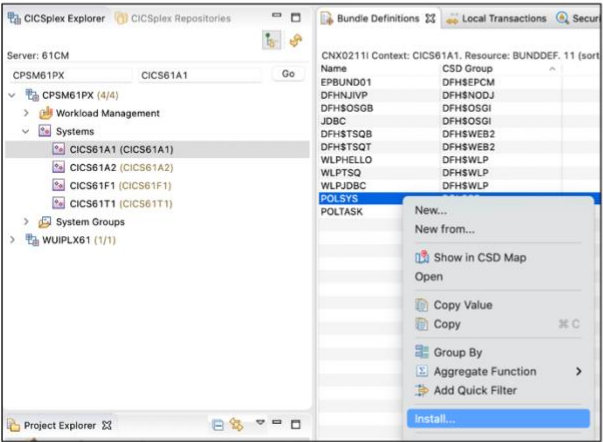 CICSplex Explorer CICSplex Repositories
Server: 61CM
CPSM61PX CICS61A1 Go
CPSM61PX (4/4)
Workload Management
Systems
CICS61A1 (CICS61A1)
CICS61A2 (CICS61A2)
CICS61F1 (CICS61F1)
CICS61T1 (CICS61T1)
System Groups
WUIPLX61 (1/1)
Project Explorer
Bundle Definitions Local Transactions Securi
CNX0211I Context: CICS61A1. Resource: BUNDDEF. 11 (sort
Name CSD Group
EPBUND01 DFH$EPCM
DFHNJIVP DFH$NODJ
DFH$OSGB DFH$OSGI
JDBC DFH$OSGI
DFH$TSQB DFH$WEB2
DFH$TSQT DFH$WEB2
WLPHELLO DFH$WLP
WLPTSQ DFH$WLP
WLPJDBC DFH$WLP
POLSYS
POLTASK
New...
New from...
Show in CSD Map
Open
Copy Value
Copy ⌘ C
Group By
Aggregate Function
Add Quick Filter
Install...